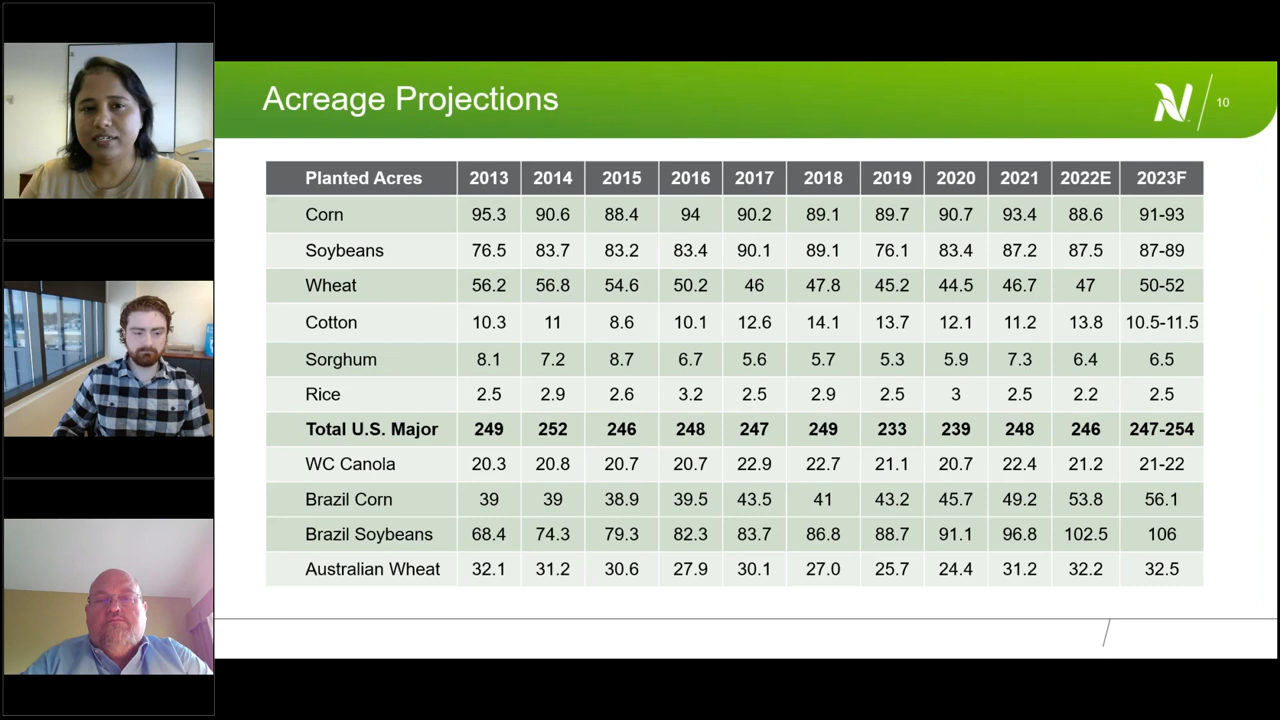 Acreage Projections
10
Planted Acres 2013 2014 2015 2016 2017 2018 2019 2020 2021 2022E 2023F
Corn 95.3 90.6 88.4 94 90.2 89.1 89.7 90.7 93.4 88.6 91-93
Soybeans 76.5 83.7 83.2 83.4 90.1 89.1 76.1 83.4 87.2 87.5 87-89
Wheat 56.2 56.8 54.6 50.2 46 47.8 45.2 44.5 46.7 47 50-52
Cotton 10.3 11 8.6 10.1 12.6 14.1 13.7 12.1 11.2 13.8 10.5-11.5
Sorghum 8.1 7.2 8.7 6.7 5.6 5.7 5.3 5.9 7.3 6.4 6.5
Rice 2.5 2.9 2.6 3.2 2.5 2.9 2.5 3 2.5 2.2 2.5
Total U.S. Major 249 252 246 248 247 249 233 239 248 246 247-254
WC Canola 20.3 20.8 20.7 20.7 22.9 22.7 21.1 20.7 22.4 21.2 21-22
Brazil Corn 39 39 38.9 39.5 43.5 41 43.2 45.7 49.2 53.8 56.1
Brazil Soybeans 68.4 74.3 79.3 82.3 83.7 86.8 88.7 91.1 96.8 102.5 106
Australian Wheat 32.1 31.2 30.6 27.9 30.1 27.0 25.7 24.4 31.2 32.2 32.5